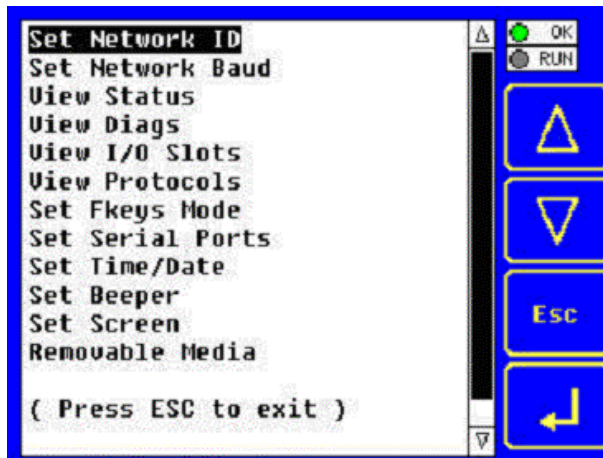 Set Network ID
Set Network Baud
View Status
View Diags
View I/O Slots
View Protocols
Set Fkeys Mode
Set Serial Ports
Set Time/Date
Set Beeper
Set Screen
Removable Media
( Press ESC to exit )
OK
RUN
Esc